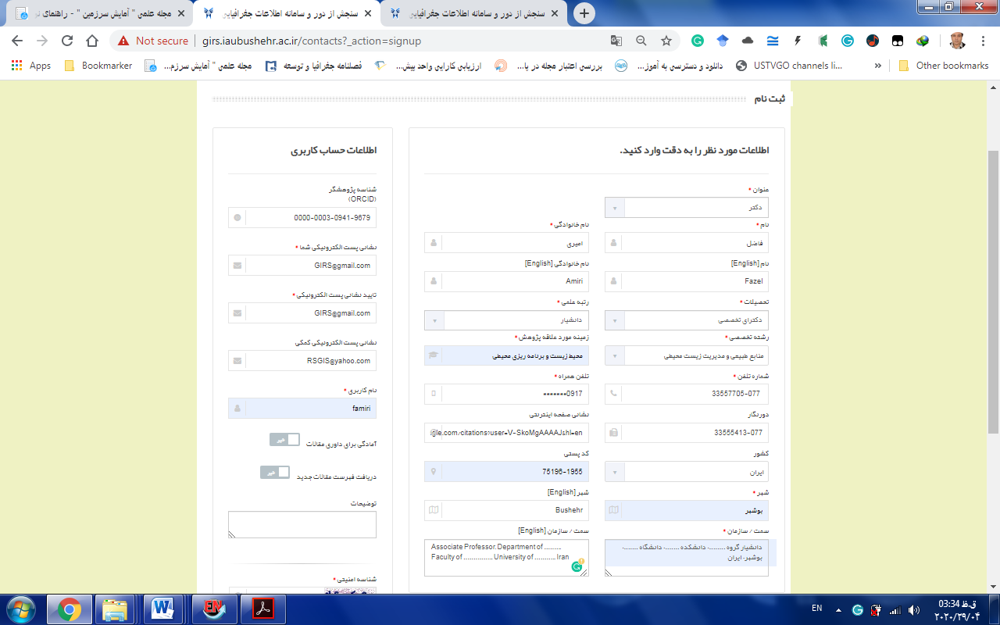 مجله علمی " آمایش سرزمین " - راهنمای نو
سنجش از دور و سامانه اطلاعات جغرافیایی
سنجش از دور و سامانه اطلاعات جغرافیایی
Not secure | girs.iaubushehr.ac.ir/contacts?_action=signup
Apps
Bookmarker
مجله علمی " آمایش سرزم...
فصلنامه جغرافیا و توسعه
ارزیابی کارایی واحد پیش...
بررسی اعتبار مجله در پا...
دانلود و دسترسی به آموز...
USTVGO channels li...
»
Other bookmarks
ثبت نام
اطلاعات مورد نظر را به دقت وارد کنید.
عنوان *
دکتر
نام *
نام خانوادگی *
فاضل
امیری
نام [English]
نام خانوادگی [English]
Fazel
Amiri
تحصیلات *
رتبه علمی *
دکترای تخصصی
دانشیار
رشته تخصصی *
زمینه مورد علاقه پژوهش *
منابع طبیعی و مدیریت زیست محیطی
محیط زیست و برنامه ریزی محیطی
شماره تلفن *
تلفن همراه *
33557705-077
0917*******
دورنگار
نشانی صفحه اینترنتی
33555413-077
gle.com/citations?user=V-SkoMgAAAAJ&hl=en
کشور
کد پستی
ایران
75196-1955
شهر *
شهر [English]
بوشهر
Bushehr
سمت / سازمان *
سمت / سازمان [English]
دانشیار گروه ........، دانشکده .......، دانشگاه .......،
بوشهر، ایران
Associate Professor. Department of .........
Faculty of ............... University of ........... Iran
اطلاعات حساب کاربری
شناسه پژوهشگر
(ORCID)
0000-0003-0941-9679
نشانی پست الکترونیکی شما *
GIRS@gmail.com
تایید نشانی پست الکترونیکی *
GIRS@gmail.com
نشانی پست الکترونیکی کمکی
RSGIS@yahoo.com
نام کاربری *
famiri
آمادگی برای داوری مقالات
خیر
دریافت فهرست مقالات جدید
خیر
توضیحات
شناسه امنیتی *
EN
03:34 ق.ظ
۲۰۲۰/۲۹/۰۴